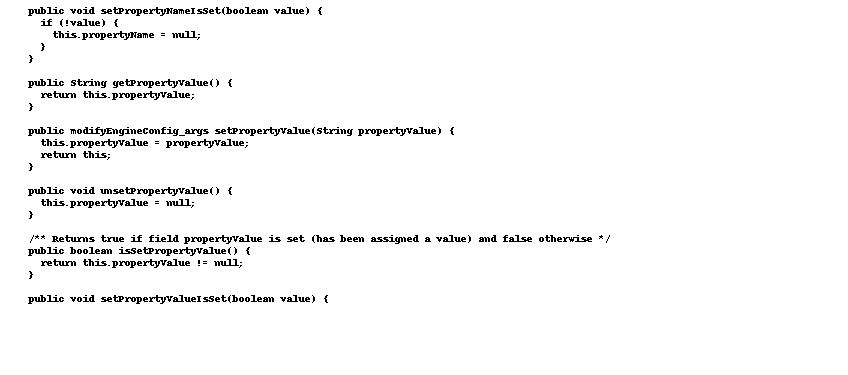 public void setPropertyNameIsSet(boolean value) {
if (!value) {
this.propertyName = null;
}
}
public String getPropertyValue() {
return this.propertyValue;
}
public modifyEngineConfig_args setPropertyValue(String propertyValue) {
this.propertyValue = propertyValue;
return this;
}
public void unsetPropertyValue() {
this.propertyValue = null;
}
/** Returns true if field propertyValue is set (has been assigned a value) and false otherwise */
public boolean isSetPropertyValue() {
return this.propertyValue != null;
}
public void setPropertyValueIsSet(boolean value) {